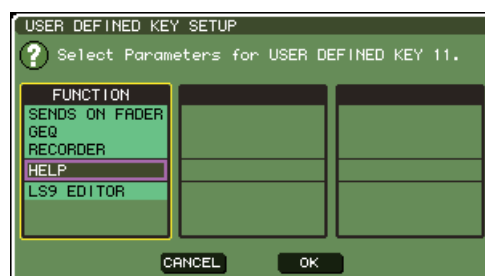 USER DEFINED KEY SETUP
? Select Parameters for USER DEFINED KEY 11.
FUNCTION
SENDS ON FADER
GEQ
RECORDER
HELP
LS9 EDITOR
CANCEL
OK